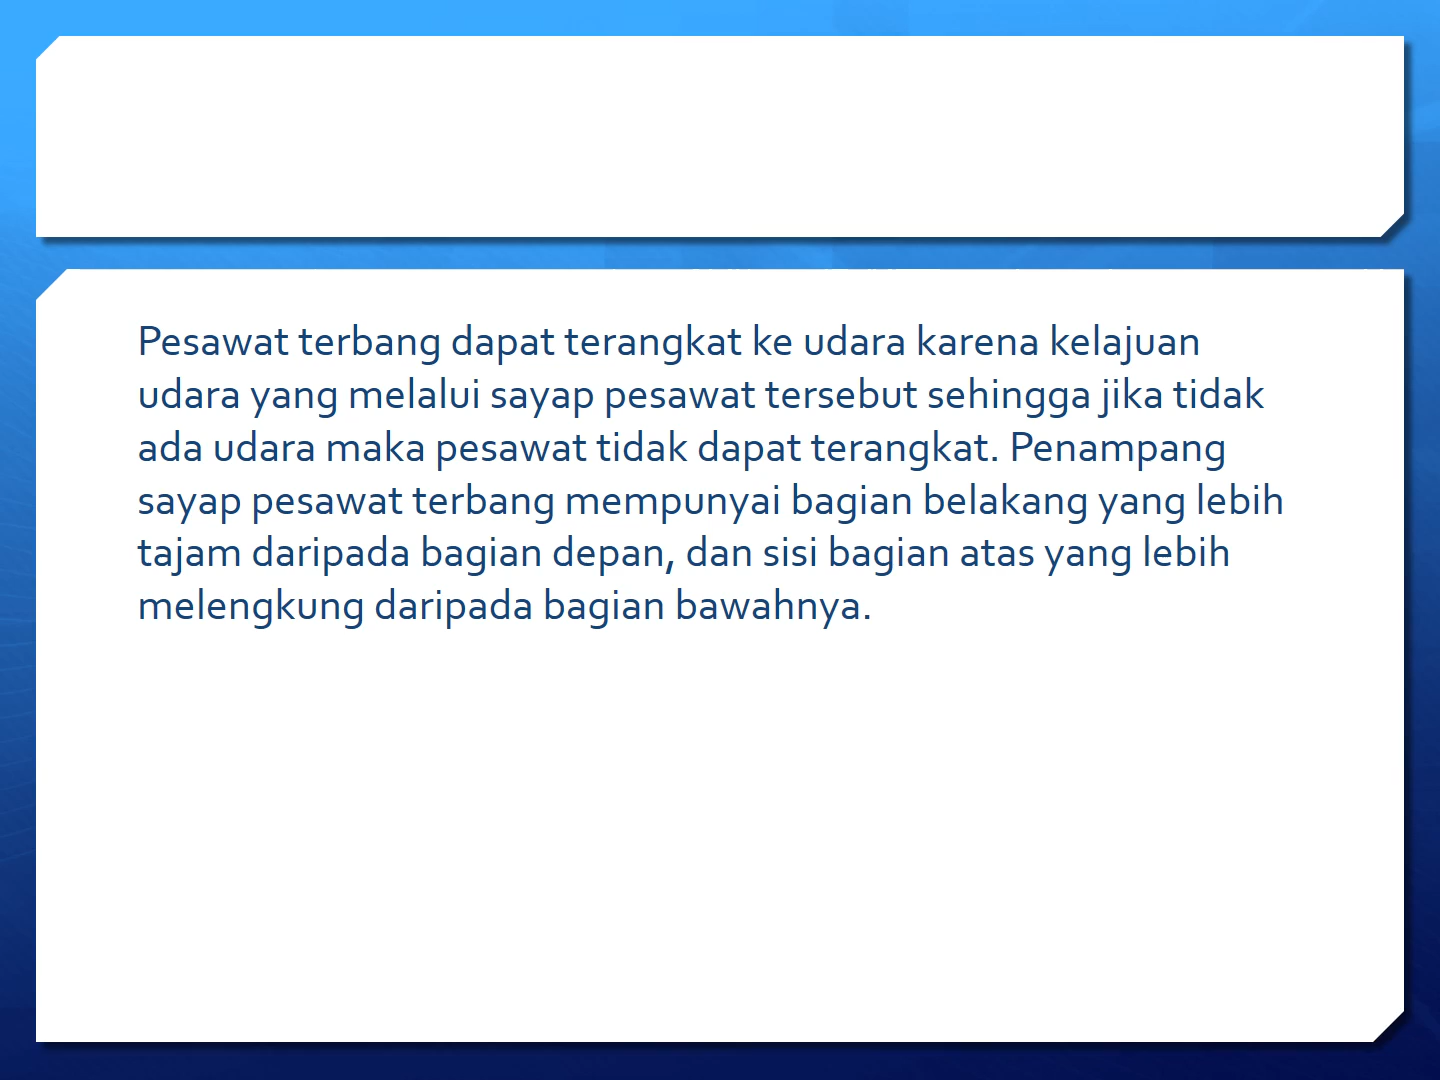 Pesawat terbang dapat terangkat ke udara karena kelajuan
udara yang melalui sayap pesawat tersebut sehingga jika tidak
ada udara maka pesawat tidak dapat terangkat. Penampang
sayap pesawat terbang mempunyai bagian belakang yang lebih
tajam daripada bagian depan, dan sisi bagian atas yang lebih
melengkung daripada bagian bawahnya.